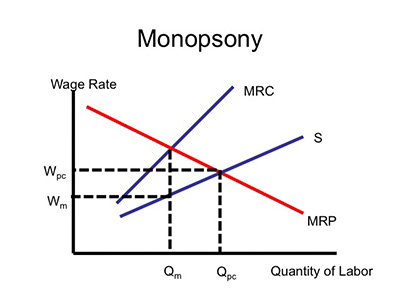 Monopsony
Wage Rate
MRC
S
Wpc
Wm
MRP
Qm
Qpc
Quantity of Labor